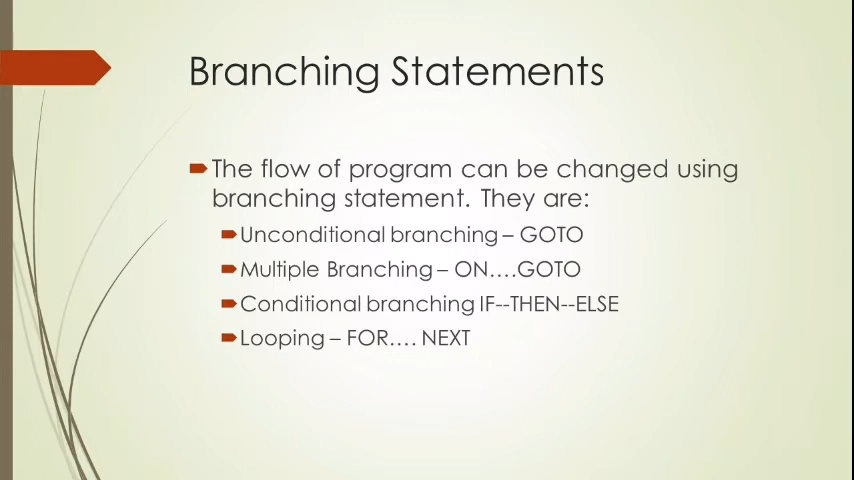 Branching Statements
The flow of program can be changed using
branching statement. They are:
Unconditional branching – GOTO
Multiple Branching – ON….GOTO
Conditional branching IF--THEN--ELSE
Looping – FOR…. NEXT